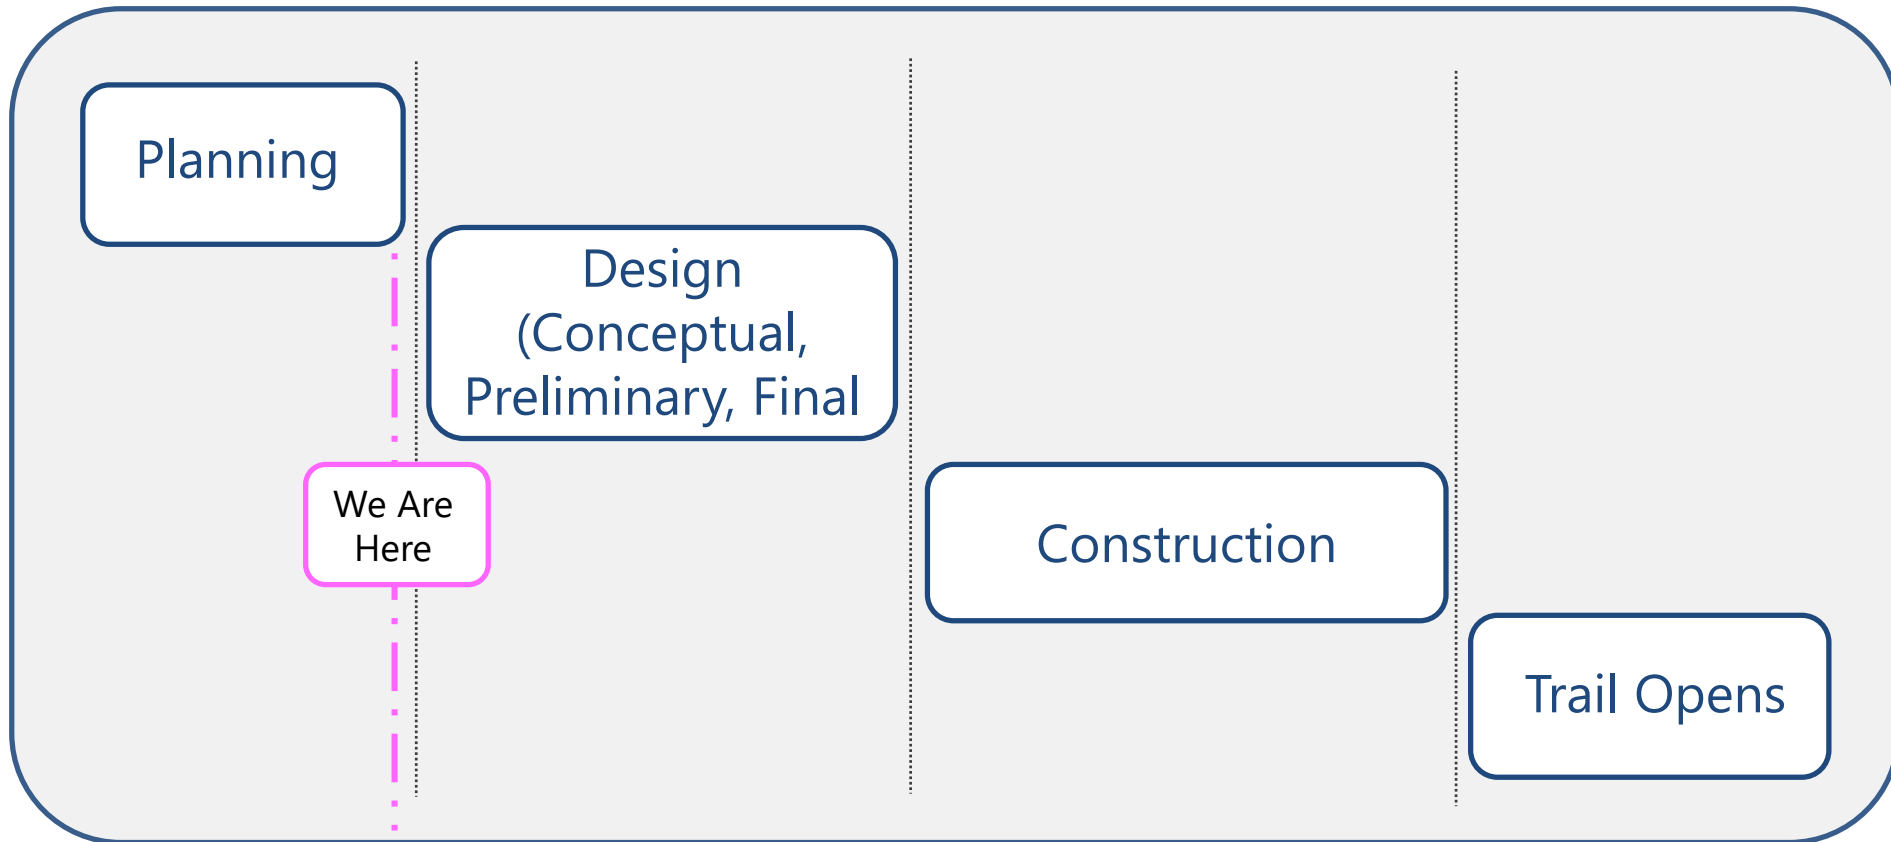 Planning
Design
(Conceptual,
Preliminary, Final
We Are
Here
Construction
Trail Opens